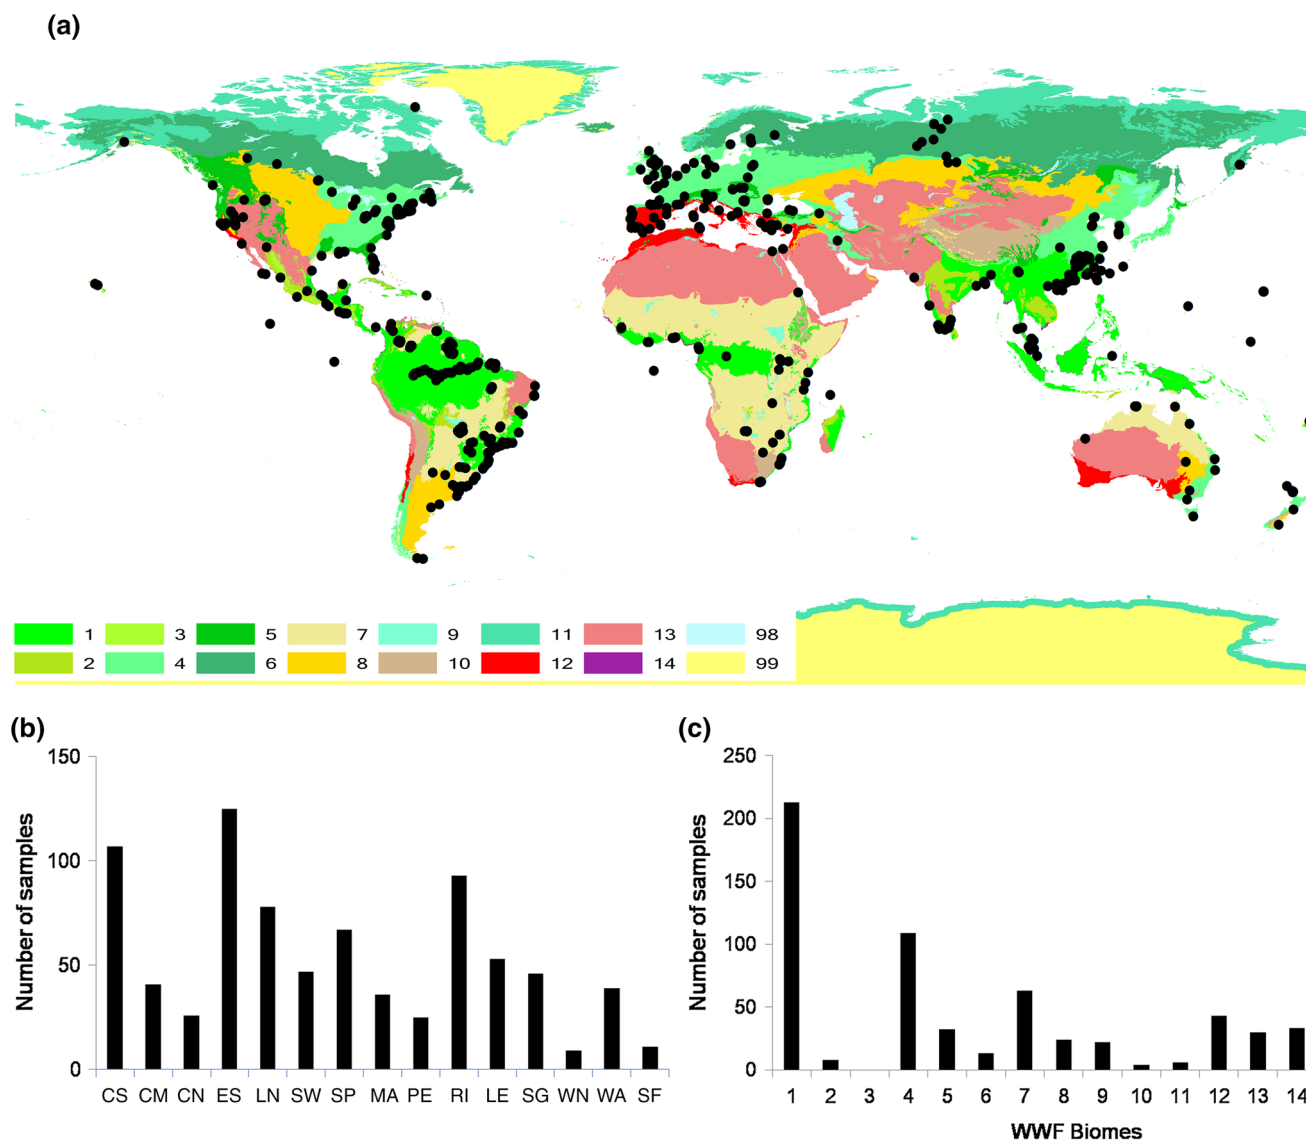 (a)
1 3 5 7 9 11 13 98
2 4 6 8 10 12 14 99
(b)
150
100
50
0
Number of samples
CS CM CN ES LN SW SP MA PE RI LE SG WN WA SF
(c)
250
200
150
100
50
0
Number of samples
1 2 3 4 5 6 7 8 9 10 11 12 13 14
WWF Biomes